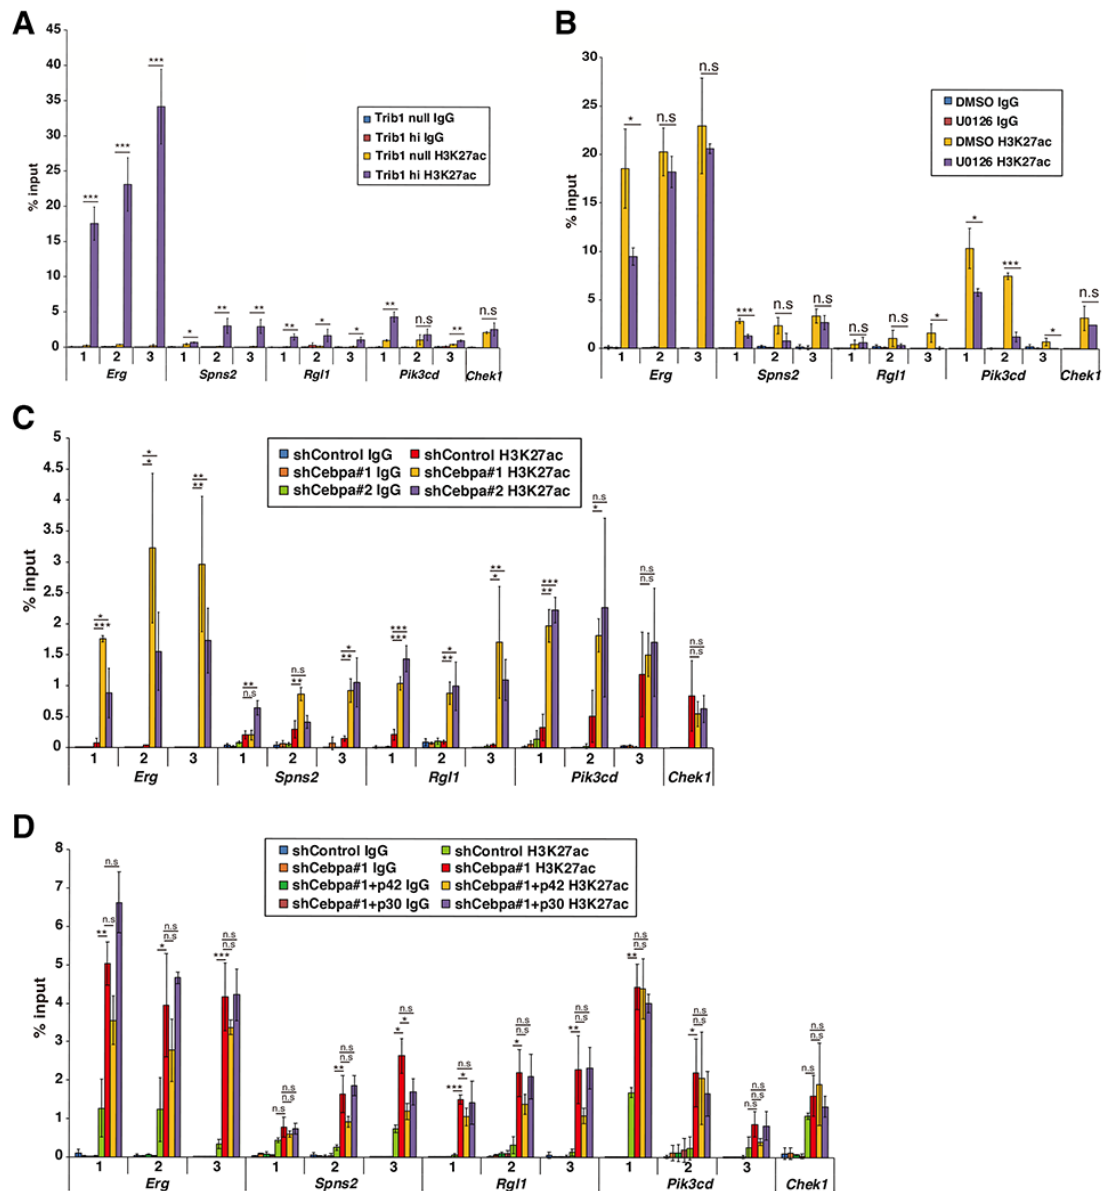 A
45
40
35
30
25
20
15
10
5
0
% input
***
***
***
*
**
**
**
*
*
**
n.s
**
n.s
Trib1 null IgG
Trib1 hi IgG
Trib1 null H3K27ac
Trib1 hi H3K27ac
1 2 3 1 2 3 1 2 3 1 2 3
Erg Spns2 Rgl1 Pik3cd Chek1
B
30
25
20
15
10
5
0
% input
*
n.s
n.s
***
n.s
n.s
n.s
n.s
*
*
***
*
n.s
DMSO IgG
U0126 IgG
DMSO H3K27ac
U0126 H3K27ac
1 2 3 1 2 3 1 2 3 1 2 3
Erg Spns2 Rgl1 Pik3cd Chek1
C
5
4.5
4
3.5
3
2.5
2
1.5
1
0.5
0
% input
shControl IgG shControl H3K27ac
shCebpa#1 IgG shCebpa#1 H3K27ac
shCebpa#2 IgG shCebpa#2 H3K27ac
*
***
*
*
**
**
**
n.s
n.s
**
*
**
***
***
*
**
**
*
***
**
n.s
*
n.s
n.s
n.s
n.s
1 2 3 1 2 3 1 2 3 1 2 3
Erg Spns2 Rgl1 Pik3cd Chek1
D
8
7
6
5
4
3
2
1
0
% input
shControl IgG shControl H3K27ac
shCebpa#1 IgG shCebpa#1 H3K27ac
shCebpa#1+p42 IgG shCebpa#1+p42 H3K27ac
shCebpa#1+p30 IgG shCebpa#1+p30 H3K27ac
n.s
n.s
**
n.s
n.s
*
n.s
n.s
***
n.s
n.s
n.s
n.s
n.s
**
n.s
*
*
n.s
*
***
n.s
n.s
*
n.s
n.s
**
n.s
n.s
**
n.s
n.s
*
n.s
n.s
n.s
n.s
n.s
n.s
1 2 3 1 2 3 1 2 3 1 2 3
Erg Spns2 Rgl1 Pik3cd Chek1